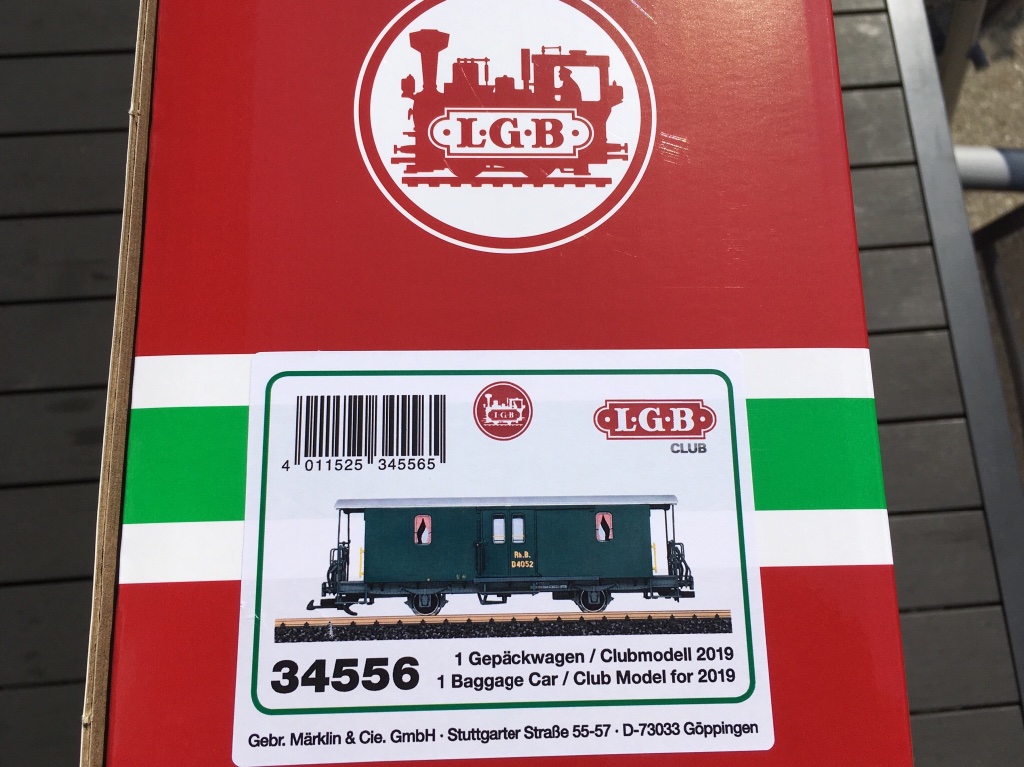 L·G·B
L·G·B
L·G·B
CLUB
4 011525 345565
Rh.B.
D4052
34556
1 Gepäckwagen / Clubmodell 2019
1 Baggage Car / Club Model for 2019
Gebr. Märklin & Cie. GmbH · Stuttgarter Straße 55-57 · D-73033 Göppingen